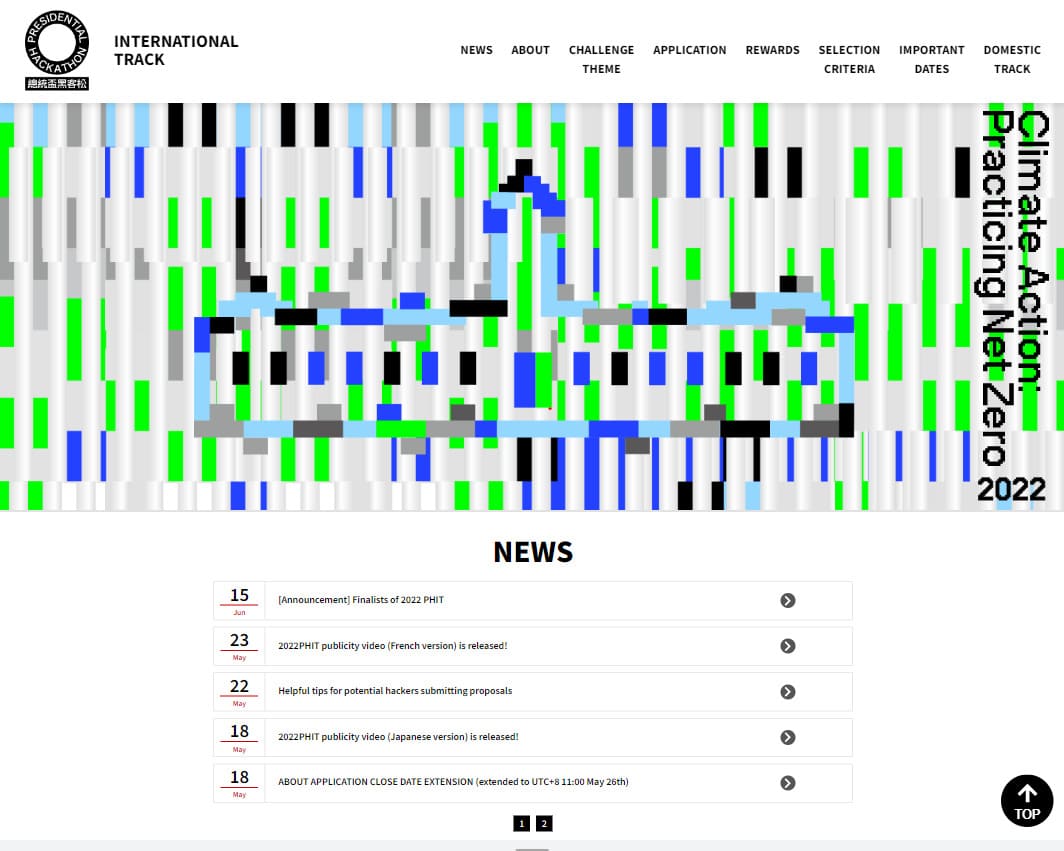 PRESIDENTIAL
HACKATHON
總統盃黑客松
INTERNATIONAL
TRACK
NEWS
ABOUT
CHALLENGE
THEME
APPLICATION
REWARDS
SELECTION
CRITERIA
IMPORTANT
DATES
DOMESTIC
TRACK
Climate Action:
Practicing Net Zero
2022
NEWS
15
Jun
[Announcement] Finalists of 2022 PHIT
23
May
2022PHIT publicity video (French version) is released!
22
May
Helpful tips for potential hackers submitting proposals
18
May
2022PHIT publicity video (Japanese version) is released!
18
May
ABOUT APPLICATION CLOSE DATE EXTENSION (extended to UTC+8 11:00 May 26th)
1 2
TOP